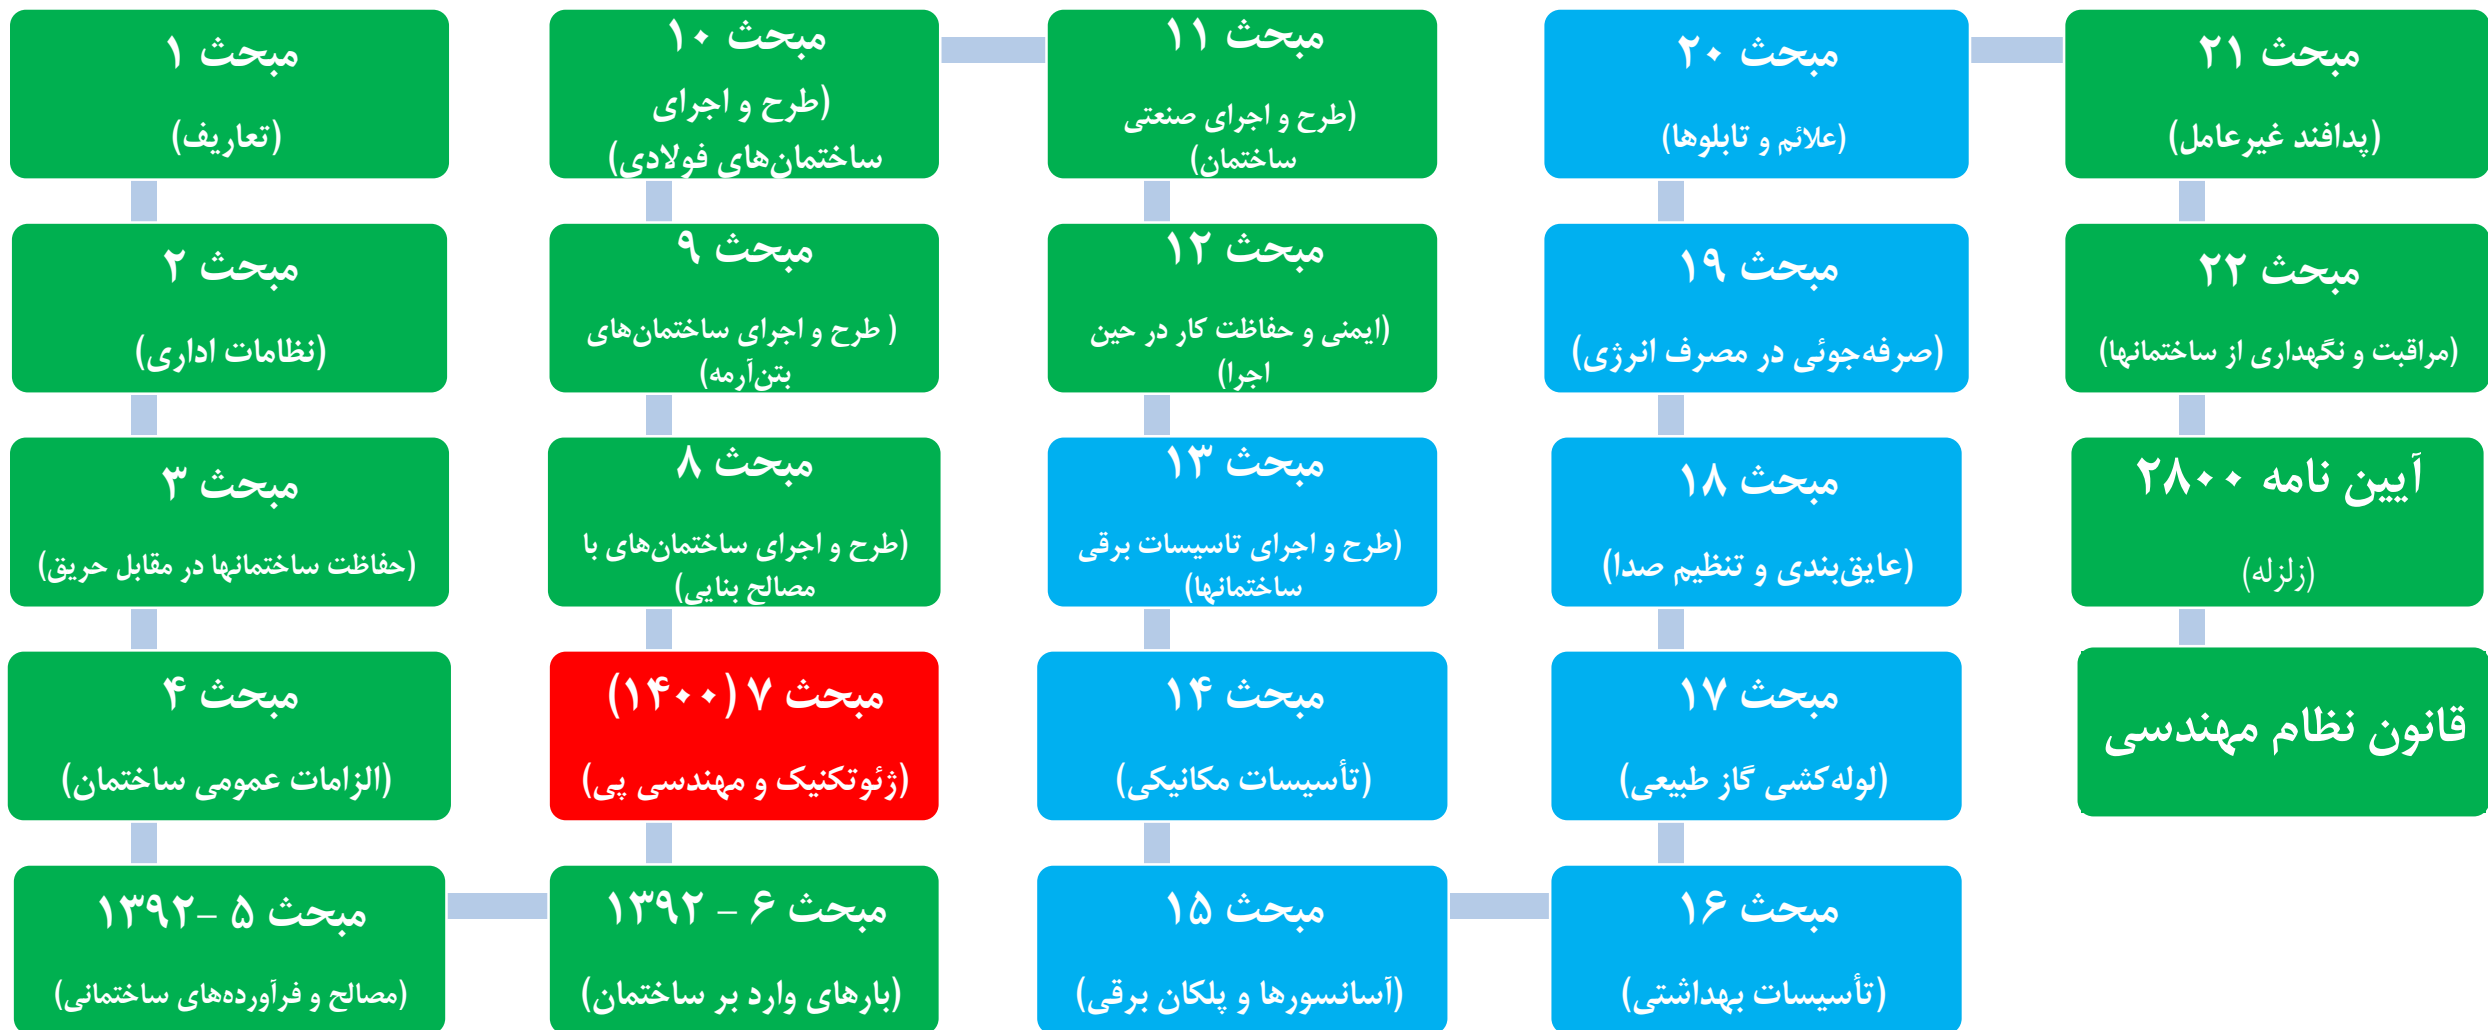 مبحث ۱
(تعاریف)
مبحث ۲
(نظامات اداری)
مبحث ۳
(حفاظت ساختمانها در مقابل حریق)
مبحث ۴
(الزامات عمومی ساختمان)
مبحث ۵ –۱۳۹۲
(مصالح و فرآورده‌های ساختمانی)
مبحث ۶ – ۱۳۹۲
(بارهای وارد بر ساختمان)
مبحث ۷ (۱۴۰۰)
(ژئوتکنیک و مهندسی پی)
مبحث ۸
(طرح و اجرای ساختمان‌های با
مصالح بنایی)
مبحث ۹
( طرح و اجرای ساختمان‌های
بتن‌آرمه)
مبحث ۱۰
(طرح و اجرای
ساختمان‌های فولادی)
مبحث ۱۱
(طرح و اجرای صنعتی
ساختمان)
مبحث ۱۲
(ایمنی و حفاظت کار در حین
اجرا)
مبحث ۱۳
(طرح و اجرای تاسیسات برقی
ساختمانها)
مبحث ۱۴
(تأسیسات مکانیکی)
مبحث ۱۵
(آسانسورها و پلکان برقی)
مبحث ۱۶
(تأسیسات بهداشتی)
مبحث ۱۷
(لوله‌کشی گاز طبیعی)
مبحث ۱۸
(عایق‌بندی و تنظیم صدا)
مبحث ۱۹
(صرفه‌جوئی در مصرف انرژی)
مبحث ۲۰
(علائم و تابلوها)
مبحث ۲۱
(پدافند غیرعامل)
مبحث ۲۲
(مراقبت و نگهداری از ساختمانها)
آیین نامه ۲۸۰۰
(زلزله)
قانون نظام مهندسی